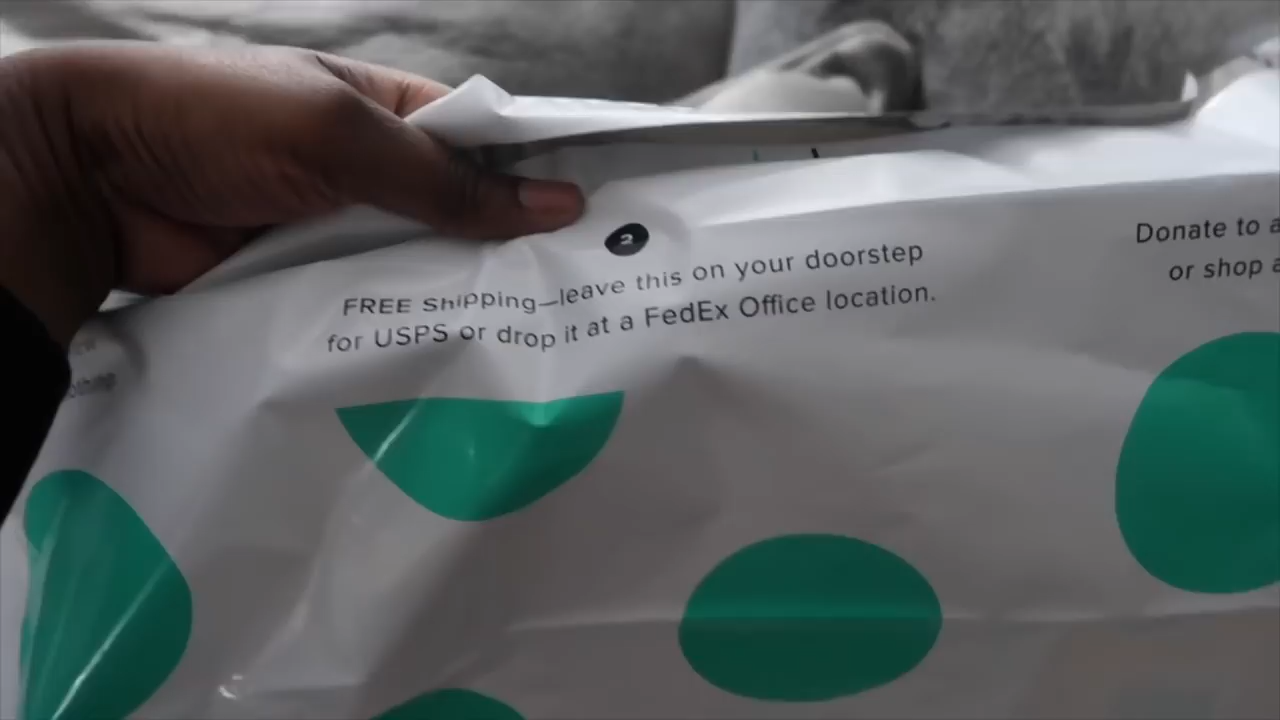 2
FREE shipping—leave this on your doorstep
for USPS or drop it at a FedEx Office location.
Donate to a
or shop a